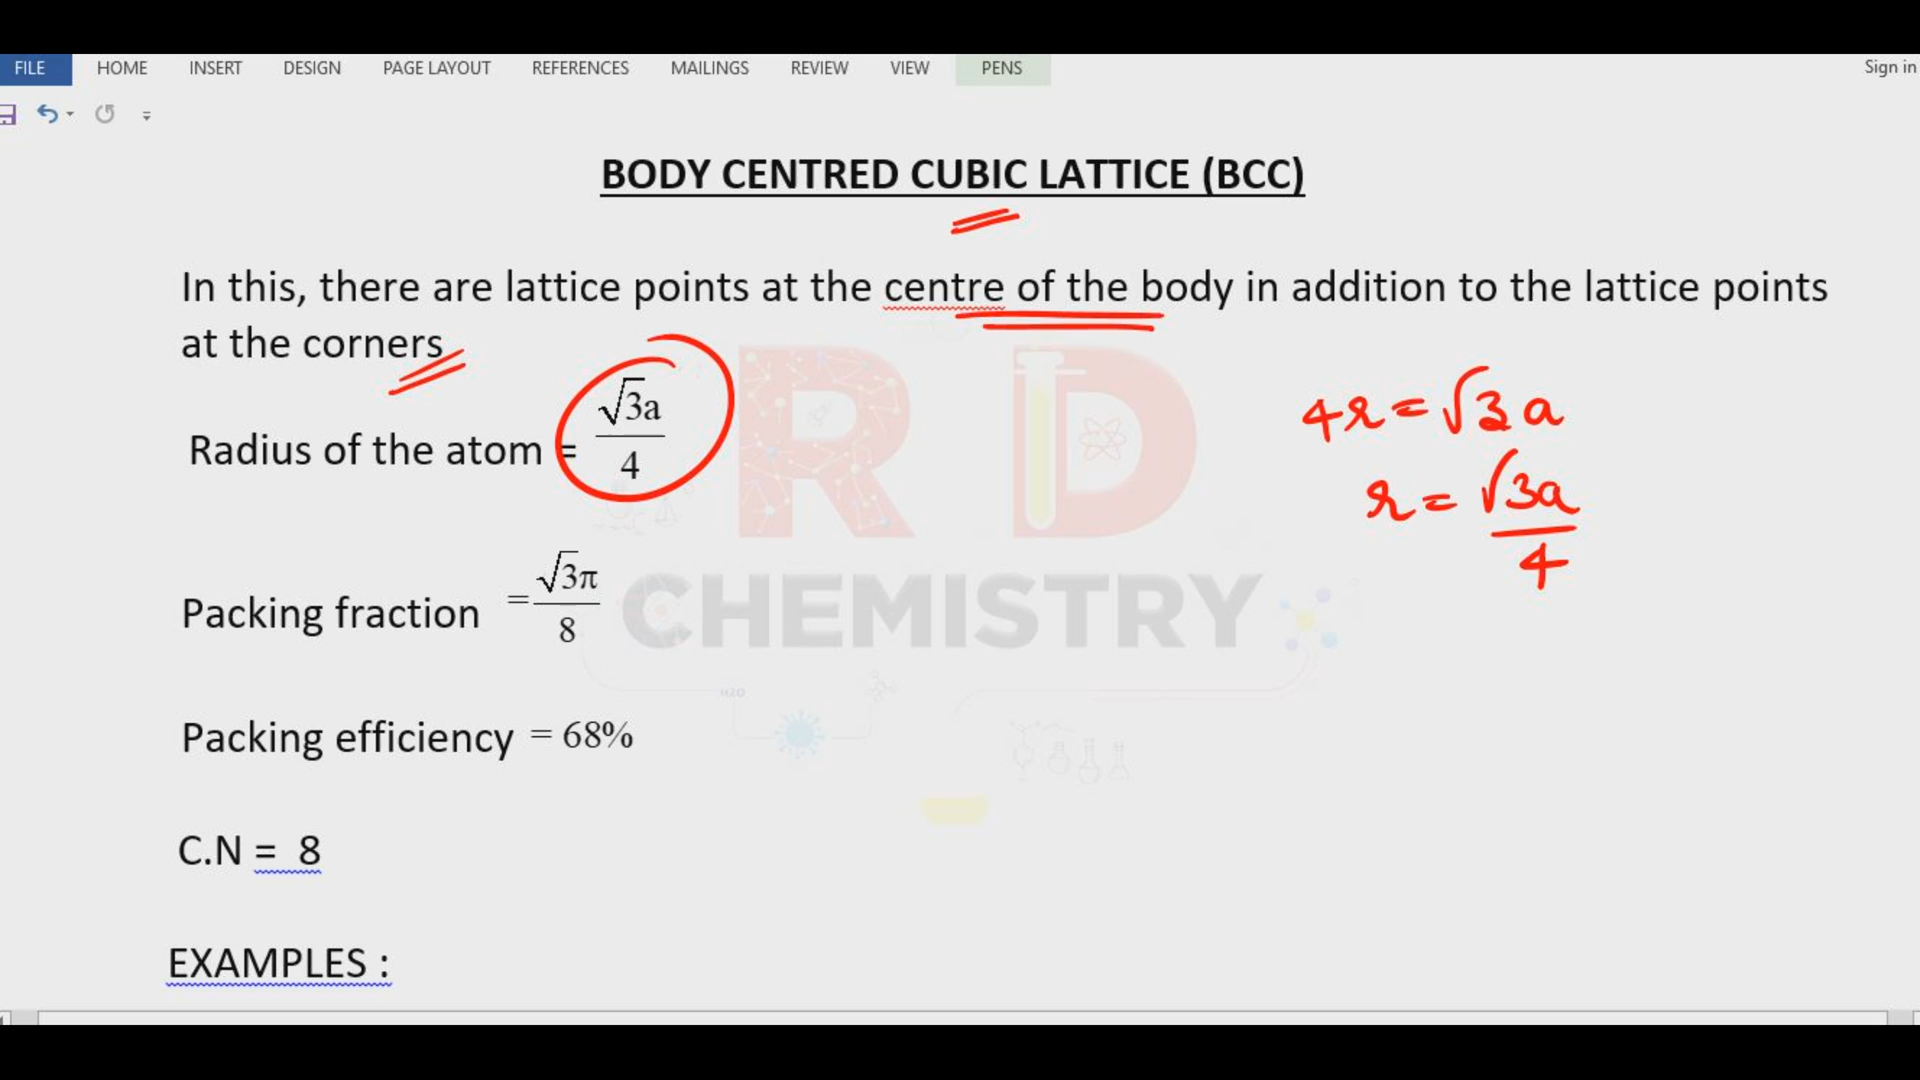 FILE HOME INSERT DESIGN PAGE LAYOUT REFERENCES MAILINGS REVIEW VIEW PENS Sign in
BODY CENTRED CUBIC LATTICE (BCC)
In this, there are lattice points at the centre of the body in addition to the lattice points
at the corners
Radius of the atom = √3a/4
4r = √3 a
r = √3a/4
Packing fraction = √3π/8
Packing efficiency = 68%
C.N = 8
EXAMPLES :
RD
CHEMISTRY
H2O